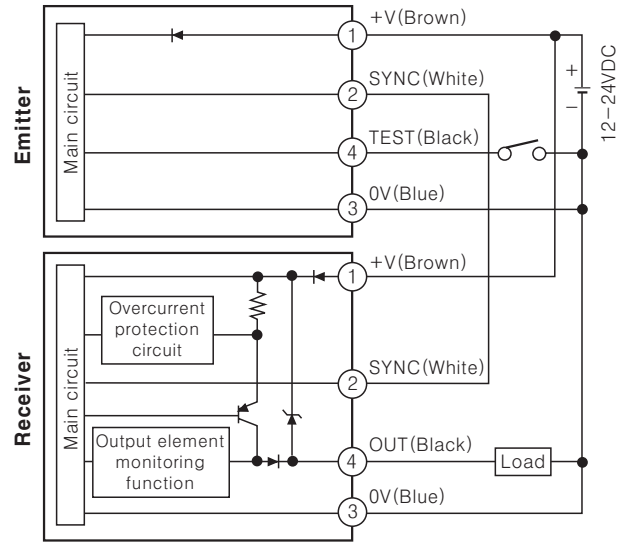 Emitter
Main circuit
1
+V(Brown)
2
SYNC(White)
4
TEST(Black)
3
0V(Blue)
+
−
12−24VDC
Receiver
Main circuit
1
+V(Brown)
Overcurrent
protection
circuit
2
SYNC(White)
Output element
monitoring
function
4
OUT(Black)
Load
3
0V(Blue)